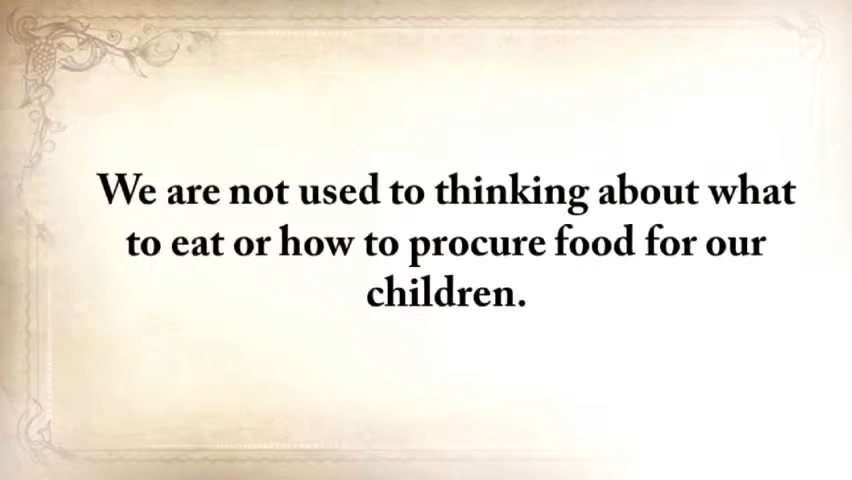 We are not used to thinking about what
to eat or how to procure food for our
children.